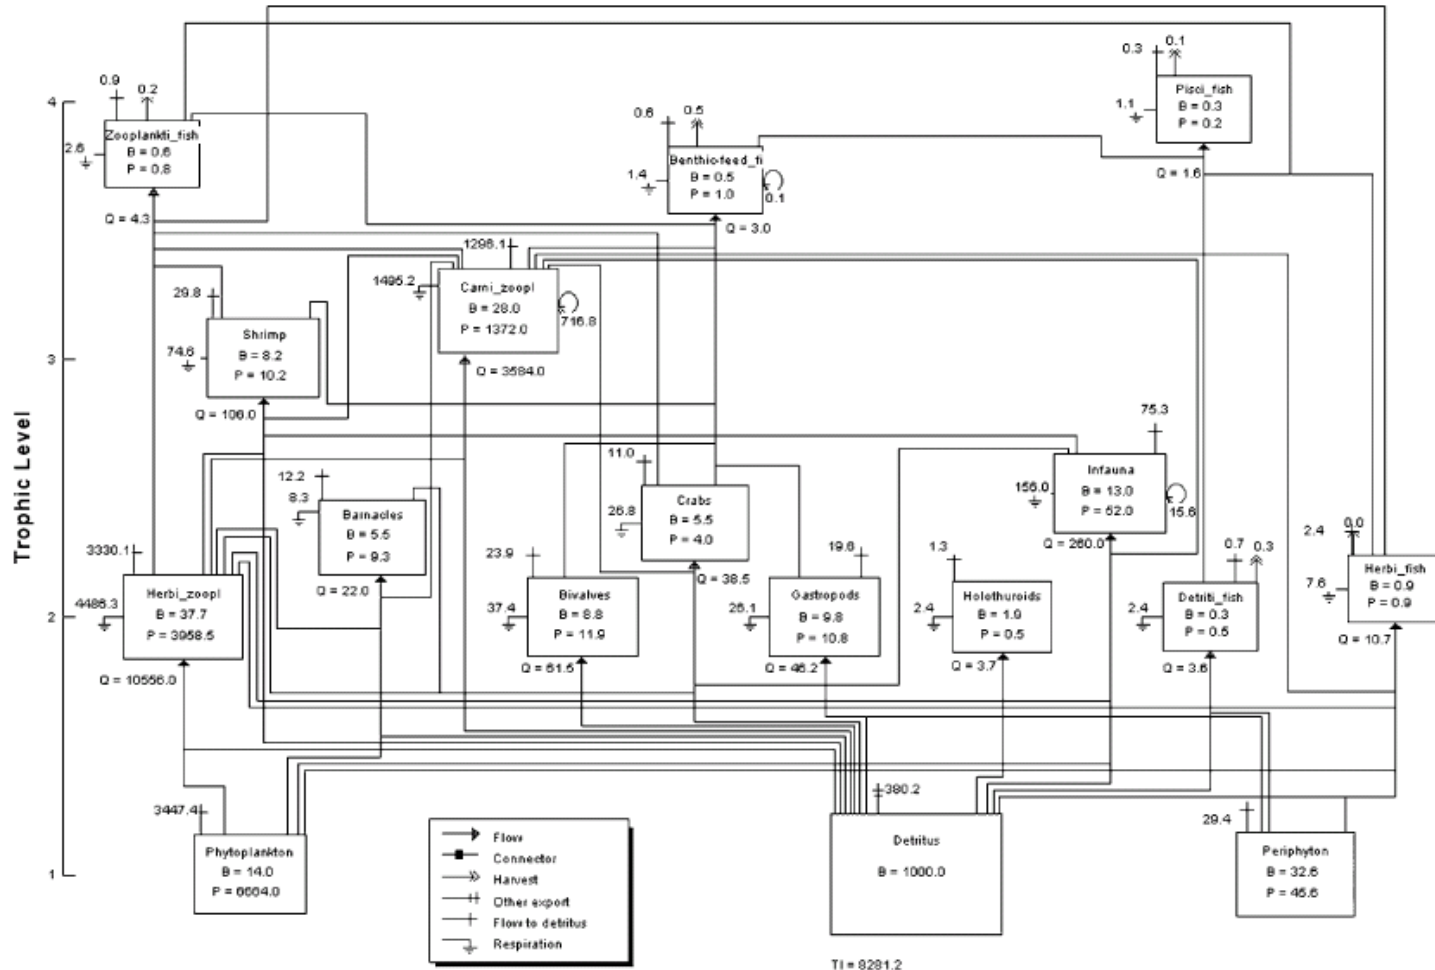 Trophic Level
4
3
2
1
0.9
0.2
Zooplankti_fish
B = 0.6
P = 0.8
2.6
Q = 4.3
0.6
0.5
Benthic-feed_fi
B = 0.5
P = 1.0
1.4
0.1
Q = 3.0
0.3
0.1
Pisci_fish
B = 0.3
P = 0.2
1.1
Q = 1.6
1296.1
1495.2
Carni_zoopl
B = 28.0
P = 1372.0
716.8
Q = 3584.0
29.8
Shrimp
B = 8.2
P = 10.2
74.6
Q = 106.0
12.2
8.3
Barnacles
B = 5.5
P = 9.3
Q = 22.0
11.0
26.8
Crabs
B = 5.5
P = 4.0
Q = 38.5
75.3
156.0
Infauna
B = 13.0
P = 52.0
15.6
Q = 260.0
3330.1
4486.3
Herbi_zoopl
B = 37.7
P = 3958.5
Q = 10556.0
23.9
37.4
Bivalves
B = 8.8
P = 11.9
Q = 61.5
19.6
26.1
Gastropods
B = 9.8
P = 10.8
Q = 46.2
1.3
2.4
Holothuroids
B = 1.9
P = 0.5
Q = 3.7
0.7
0.3
2.4
Detriti_fish
B = 0.3
P = 0.5
Q = 3.6
2.4
0.0
7.6
Herbi_fish
B = 0.9
P = 0.9
Q = 10.7
3447.4
Phytoplankton
B = 14.0
P = 6664.0
380.2
Detritus
B = 1000.0
TI = 8281.2
29.4
Periphyton
B = 32.6
P = 45.6
Flow
Connector
Harvest
Other export
Flow to detritus
Respiration